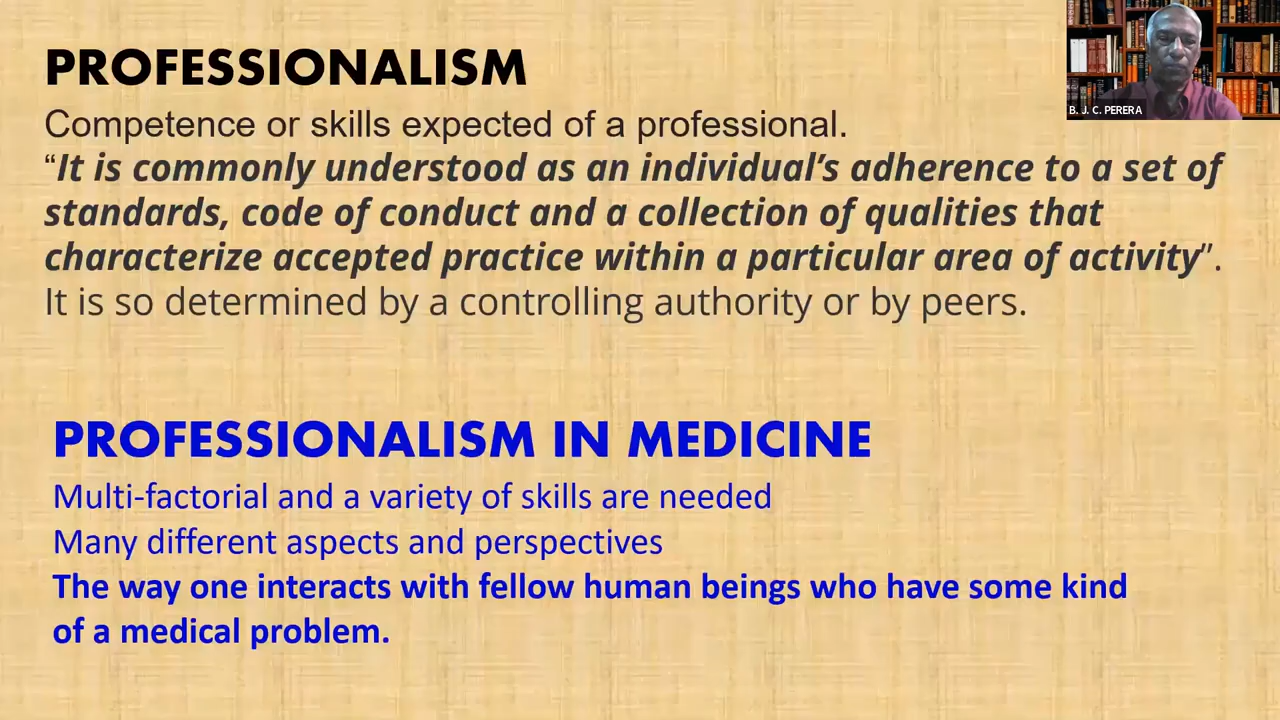 PROFESSIONALISM
Competence or skills expected of a professional.
“It is commonly understood as an individual’s adherence to a set of
standards, code of conduct and a collection of qualities that
characterize accepted practice within a particular area of activity".
It is so determined by a controlling authority or by peers.
B. J. C. PERERA
PROFESSIONALISM IN MEDICINE
Multi-factorial and a variety of skills are needed
Many different aspects and perspectives
The way one interacts with fellow human beings who have some kind
of a medical problem.